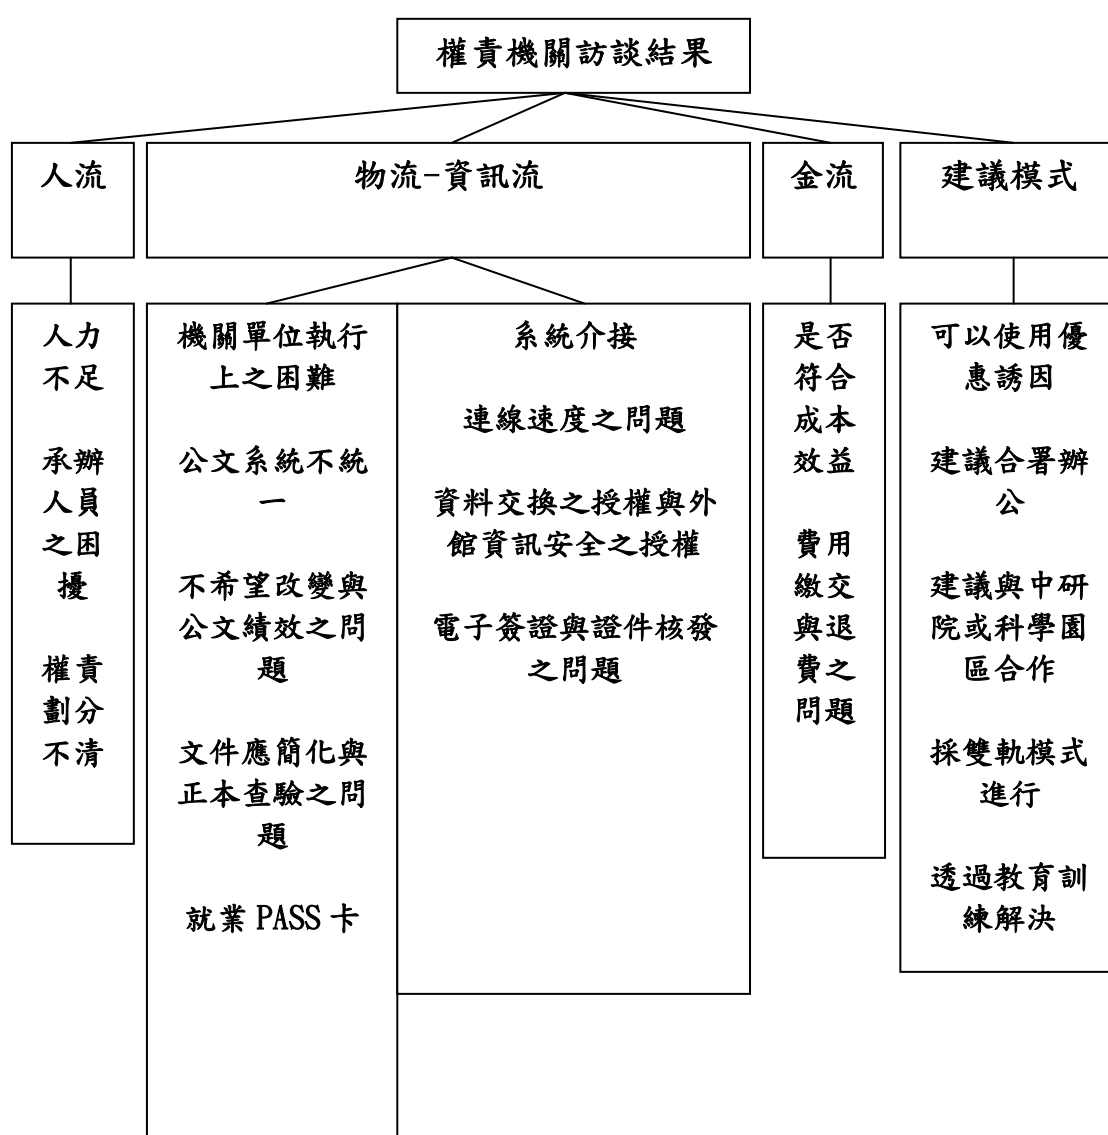 權責機關訪談結果
人流
物流-資訊流
金流
建議模式
人力
不足
承辦
人員
之困
擾
權責
劃分
不清
機關單位執行
上之困難
公文系統不統
一
不希望改變與
公文績效之問
題
文件應簡化與
正本查驗之問
題
就業 PASS 卡
系統介接
連線速度之問題
資料交換之授權與外
館資訊安全之授權
電子簽證與證件核發
之問題
是否
符合
成本
效益
費用
繳交
與退
費之
問題
可以使用優
惠誘因
建議合署辦
公
建議與中研
院或科學園
區合作
採雙軌模式
進行
透過教育訓
練解決